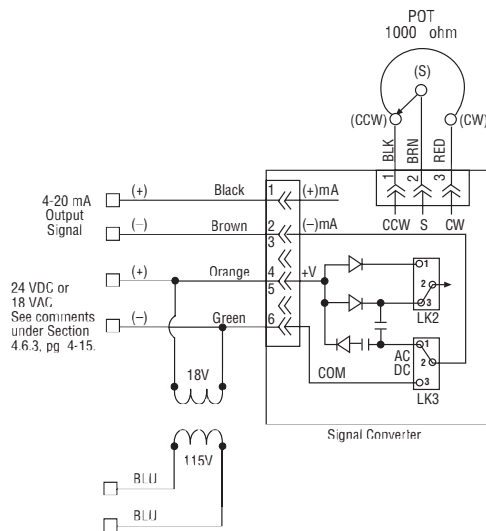 POT
1000 ohm
(S)
(CCW)
(CW)
BLK
BRN
RED
1
2
3
CCW S CW
4-20 mA
Output
Signal
(+)
Black
1
(+)mA
(−)
Brown
2
(−)mA
3
24 VDC or
18 VAC
See comments
under Section
4.6.3, pg 4-15.
(+)
Orange
4
+V
5
(−)
Green
6
COM
1
2
3
LK2
AC
DC
1
2
3
LK3
Signal Converter
18V
115V
BLU
BLU